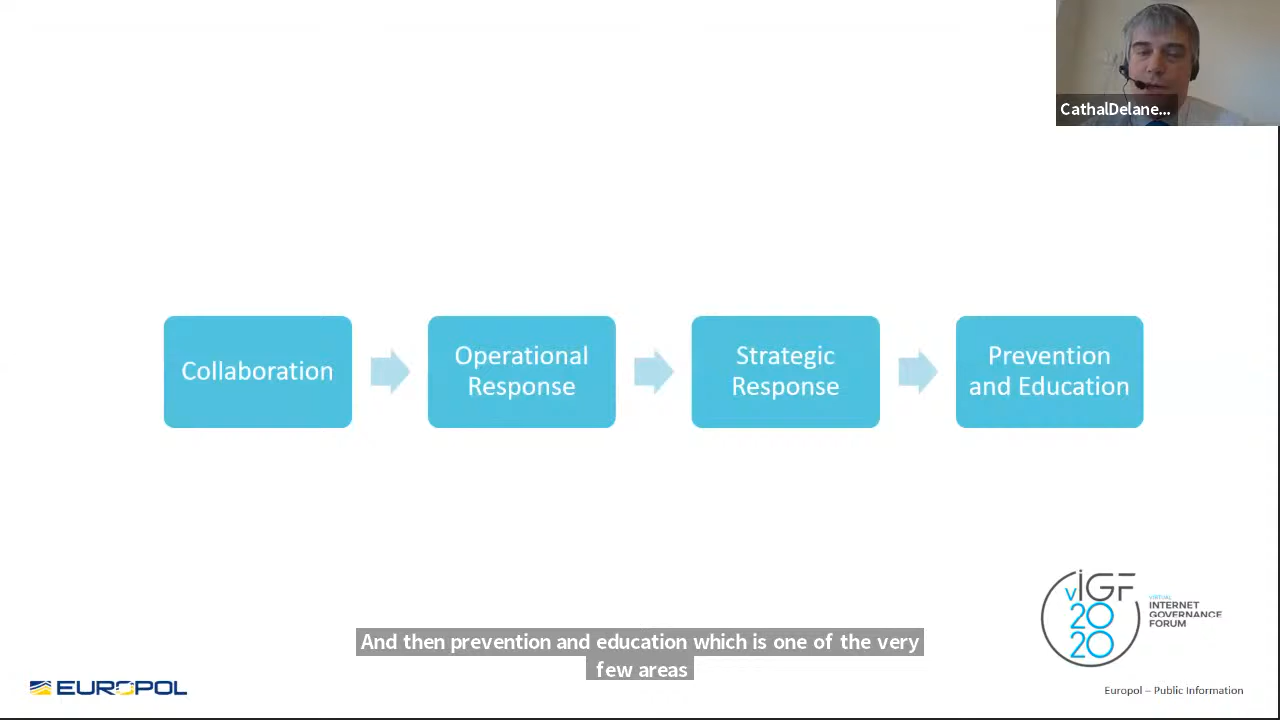 CathalDelane...
Collaboration
Operational
Response
Strategic
Response
Prevention
and Education
And then prevention and education which is one of the very
few areas
vIGF
2020
VIRTUAL
INTERNET
GOVERNANCE
FORUM
EUROPOL
Europol – Public Information